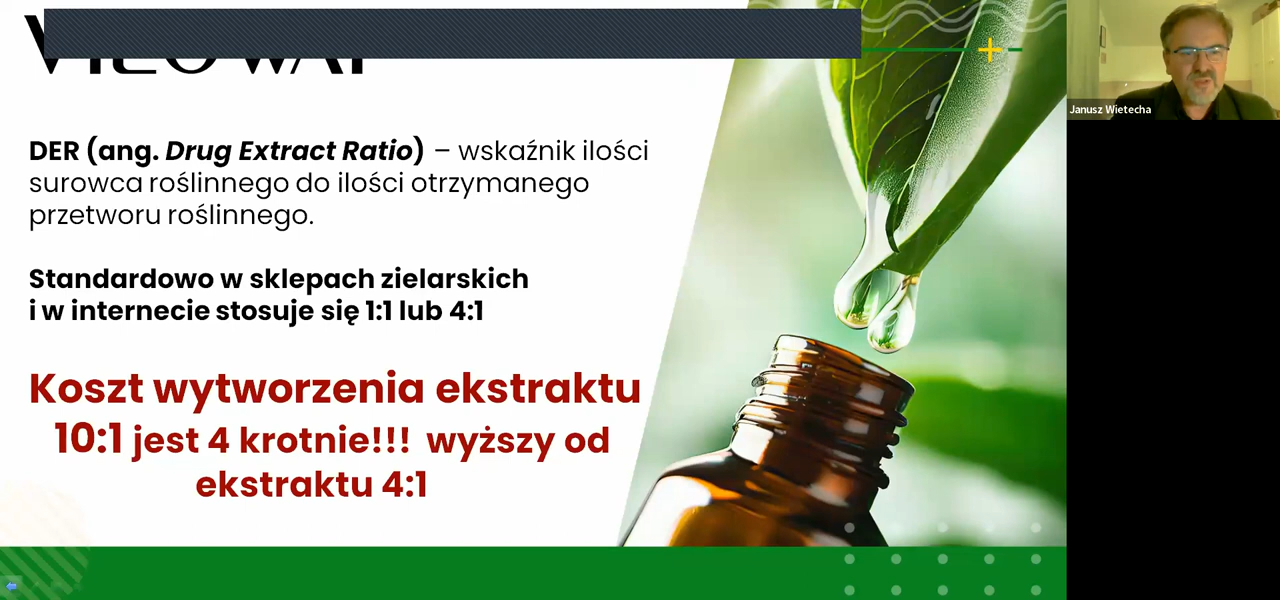 DER (ang. Drug Extract Ratio) – wskaźnik ilości
surowca roślinnego do ilości otrzymanego
przetworu roślinnego.
Standardowo w sklepach zielarskich
i w internecie stosuje się 1:1 lub 4:1
Koszt wytworzenia ekstraktu
10:1 jest 4 krotnie!!! wyższy od
ekstraktu 4:1
Janusz Wietecha